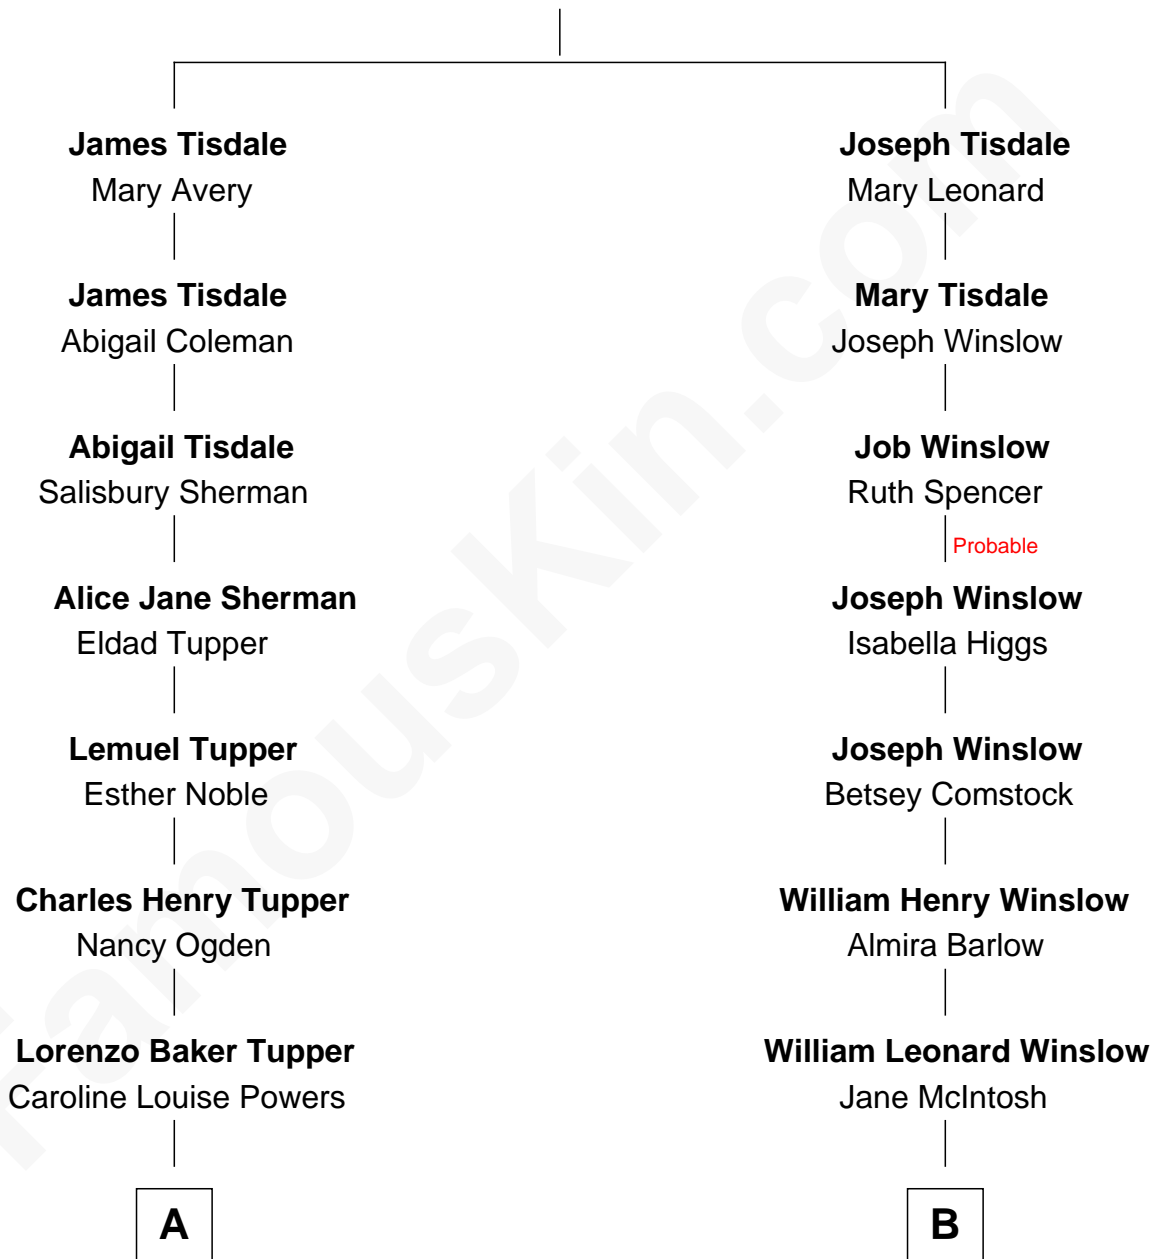 James Tisdale
Mary Avery
James Tisdale
Abigail Coleman
Abigail Tisdale
Salisbury Sherman
Alice Jane Sherman
Eldad Tupper
Lemuel Tupper
Esther Noble
Charles Henry Tupper
Nancy Ogden
Lorenzo Baker Tupper
Caroline Louise Powers
A
Joseph Tisdale
Mary Leonard
Mary Tisdale
Joseph Winslow
Job Winslow
Ruth Spencer
Probable
Joseph Winslow
Isabella Higgs
Joseph Winslow
Betsey Comstock
William Henry Winslow
Almira Barlow
William Leonard Winslow
Jane McIntosh
B
FamousKin.com